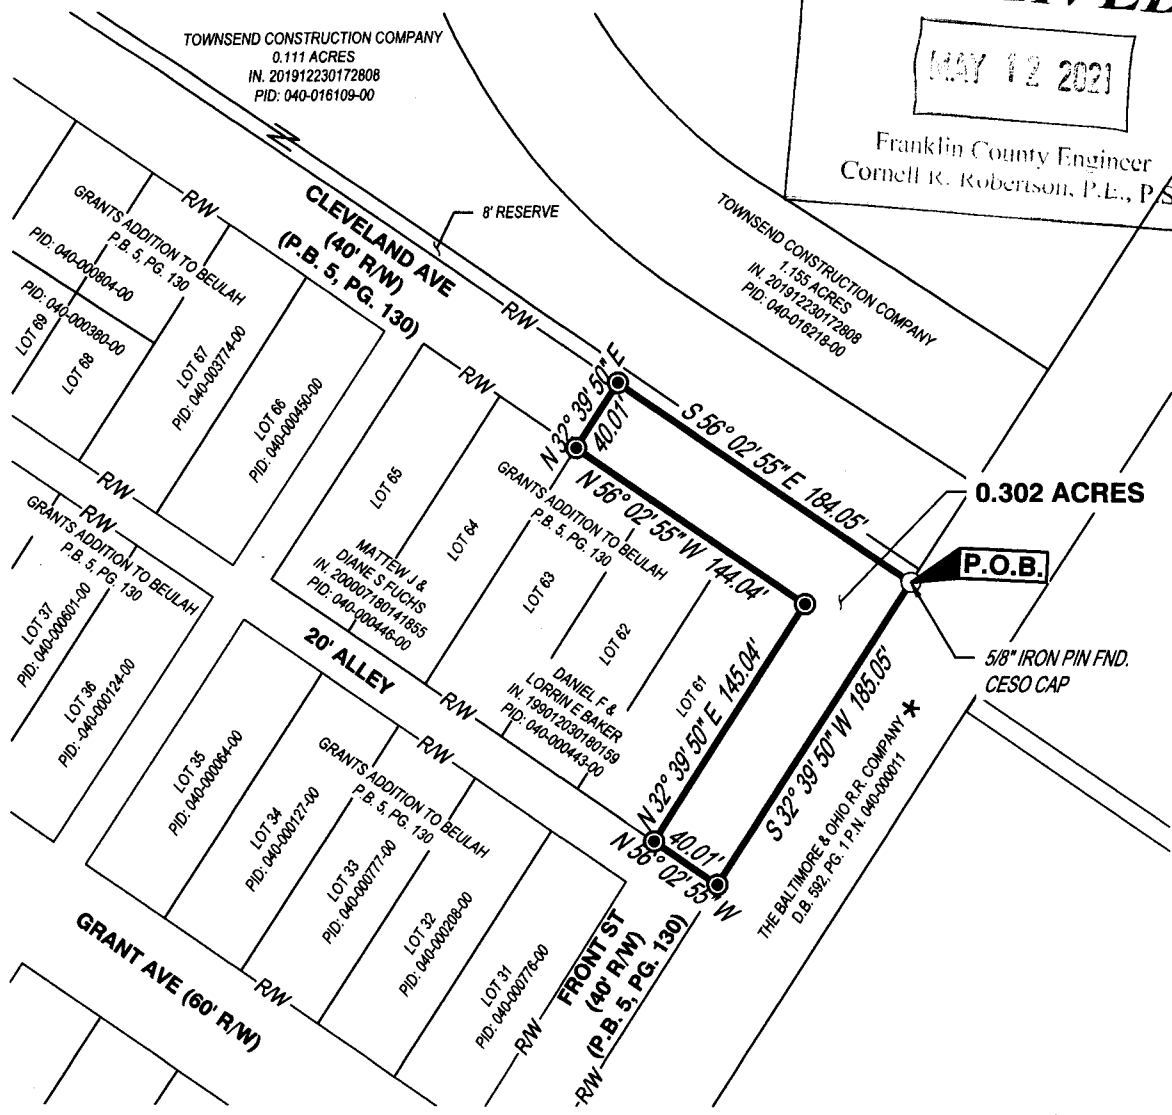 MAY 12 2021
Franklin County Engineer
Cornell R. Robertson, P.E., P.S
TOWNSEND CONSTRUCTION COMPANY
0.111 ACRES
IN. 201912230172808
PID: 040-016109-00
8' RESERVE
CLEVELAND AVE
(40' R/W)
(P.B. 5, PG. 130)
R/W
R/W
R/W
TOWNSEND CONSTRUCTION COMPANY
1.155 ACRES
IN. 201912230172808
PID: 040-016218-00
GRANTS ADDITION TO BEULAH
P.B. 5, PG. 130
PID: 040-000804-00
PID: 040-000380-00
LOT 69
LOT 68
LOT 67
PID: 040-003774-00
LOT 66
PID: 040-000450-00
N 32° 39' 50" E
40.01'
S 56° 02' 55" E 184.05'
N 56° 02' 55" W 144.04'
0.302 ACRES
P.O.B.
5/8" IRON PIN FND.
CESO CAP
LOT 65
LOT 64
GRANTS ADDITION TO BEULAH
P.B. 5, PG. 130
LOT 63
LOT 62
LOT 61
MATTEW J &
DIANE S FUCHS
IN. 200007180141855
PID: 040-000446-00
DANIEL F &
LORRIN E BAKER
IN. 199012030180159
PID: 040-000443-00
N 32° 39' 50" E 145.04'
S 32° 39' 50" W 185.05'
40.01'
N 56° 02' 55" W
THE BALTIMORE & OHIO R.R. COMPANY *
D.B. 592, PG. 1 P.N. 040-000011
R/W
R/W
GRANTS ADDITION TO BEULAH
P.B. 5, PG. 130
LOT 37
PID: 040-000601-00
LOT 36
PID: -040-000124-00
20' ALLEY
R/W
R/W
LOT 35
PID: 040-000064-00
LOT 34
PID: 040-000127-00
GRANTS ADDITION TO BEULAH
P.B. 5, PG. 130
LOT 33
PID: 040-000777-00
LOT 32
PID: 040-000208-00
LOT 31
PID: 040-000776-00
FRONT ST
(40' R/W)
(P.B. 5, PG. 130)
R/W
R/W
GRANT AVE (60' R/W)
R/W